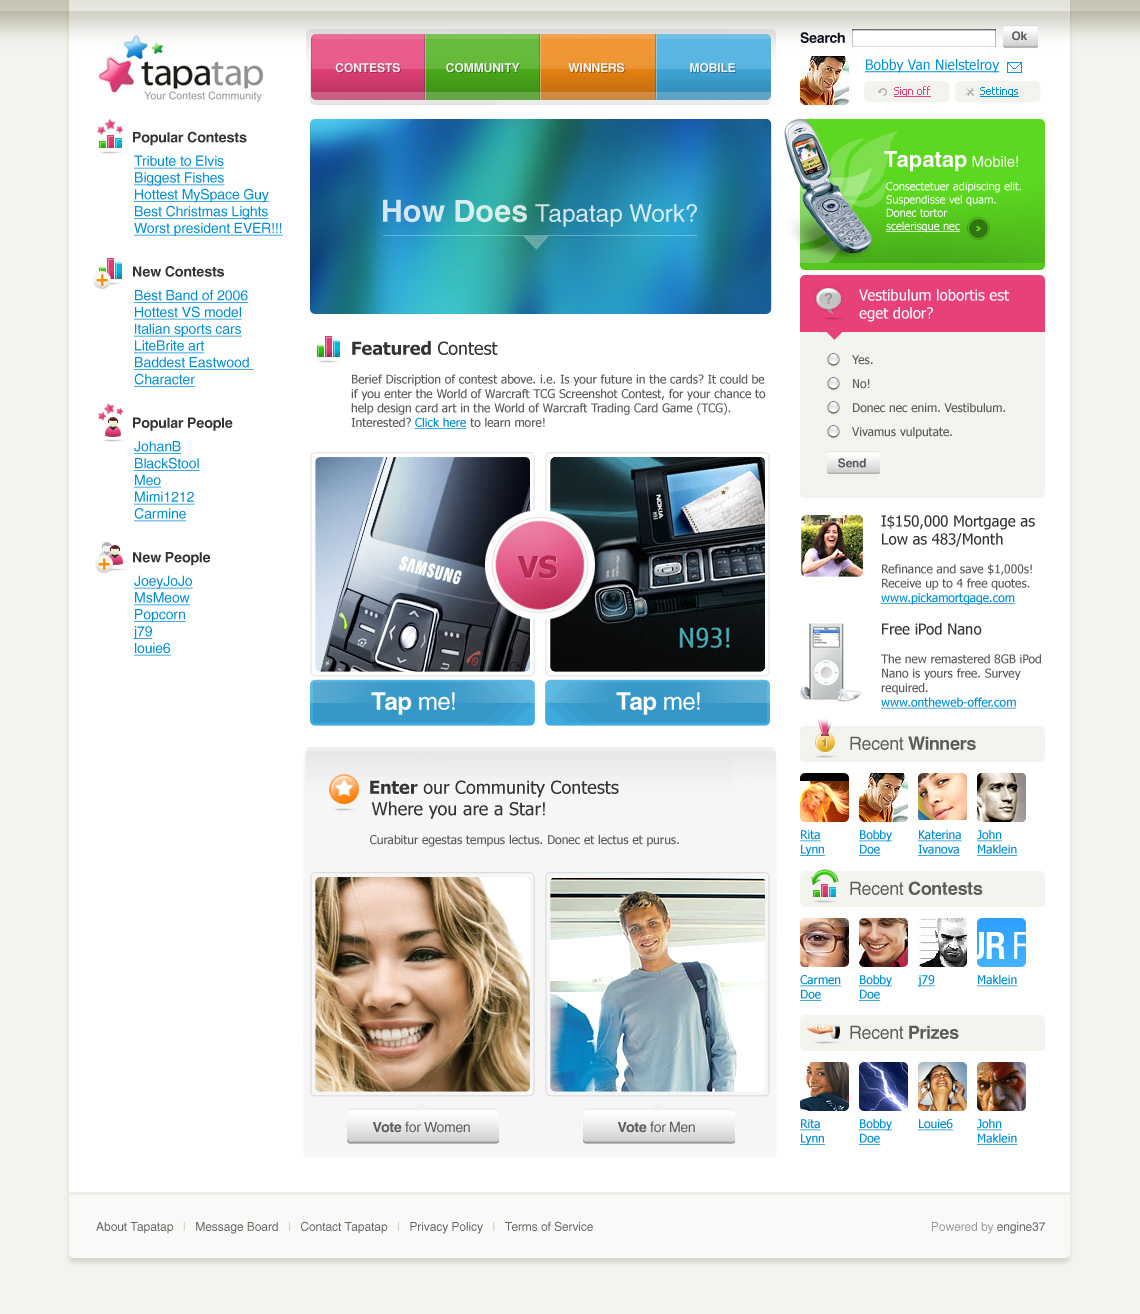 tapatap
Your Contest Community
CONTESTS
COMMUNITY
WINNERS
MOBILE
Search
Ok
Bobby Van Nielstelroy
Sign off
Settings
Popular Contests
Tribute to Elvis
Biggest Fishes
Hottest MySpace Guy
Best Christmas Lights
Worst president EVER!!!
New Contests
Best Band of 2006
Hottest VS model
Italian sports cars
LiteBrite art
Baddest Eastwood
Character
Popular People
JohanB
BlackStool
Meo
Mimi1212
Carmine
New People
JoeyJoJo
MsMeow
Popcorn
j79
louie6
How Does Tapatap Work?
Featured Contest
Berief Discription of contest above. i.e. Is your future in the cards? It could be
if you enter the World of Warcraft TCG Screenshot Contest, for your chance to
help design card art in the World of Warcraft Trading Card Game (TCG).
Interested? Click here to learn more!
SAMSUNG
VS
NOKIA
N93!
Tap me!
Tap me!
Enter our Community Contests
Where you are a Star!
Curabitur egestas tempus lectus. Donec et lectus et purus.
Vote for Women
Vote for Men
Tapatap Mobile!
Consectetuer adipiscing elit.
Suspendisse vel quam.
Donec tortor
scelerisque nec
?
Vestibulum lobortis est
eget dolor?
Yes.
No!
Donec nec enim. Vestibulum.
Vivamus vulputate.
Send
I$150,000 Mortgage as
Low as 483/Month
Refinance and save $1,000s!
Receive up to 4 free quotes.
www.pickamortgage.com
Free iPod Nano
The new remastered 8GB iPod
Nano is yours free. Survey
required.
www.ontheweb-offer.com
1
Recent Winners
Rita
Lynn
Bobby
Doe
Katerina
Ivanova
John
Maklein
Recent Contests
UR F
Carmen
Doe
Bobby
Doe
j79
Maklein
Recent Prizes
Rita
Lynn
Bobby
Doe
Louie6
John
Maklein
About Tapatap
Message Board
Contact Tapatap
Privacy Policy
Terms of Service
Powered by engine37